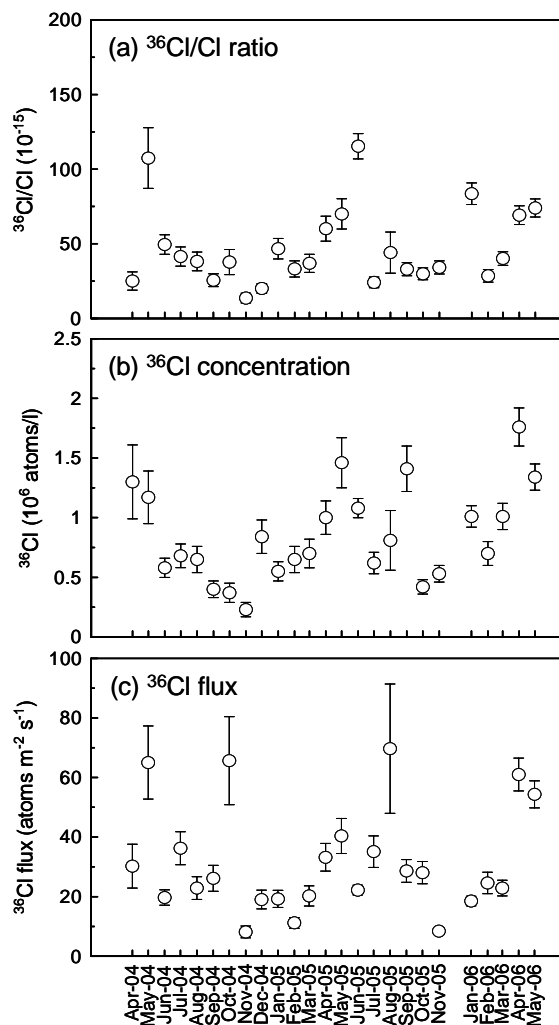 (a) ³⁶Cl/Cl ratio
³⁶Cl/Cl (10⁻¹⁵)
200
150
100
50
0
(b) ³⁶Cl concentration
³⁶Cl (10⁶ atoms/l)
2.5
2
1.5
1
0.5
0
(c) ³⁶Cl flux
³⁶Cl flux (atoms m⁻² s⁻¹)
100
80
60
40
20
0
Apr-04
May-04
Jun-04
Jul-04
Aug-04
Sep-04
Oct-04
Nov-04
Dec-04
Jan-05
Feb-05
Mar-05
Apr-05
May-05
Jun-05
Jul-05
Aug-05
Sep-05
Oct-05
Nov-05
Jan-06
Feb-06
Mar-06
Apr-06
May-06